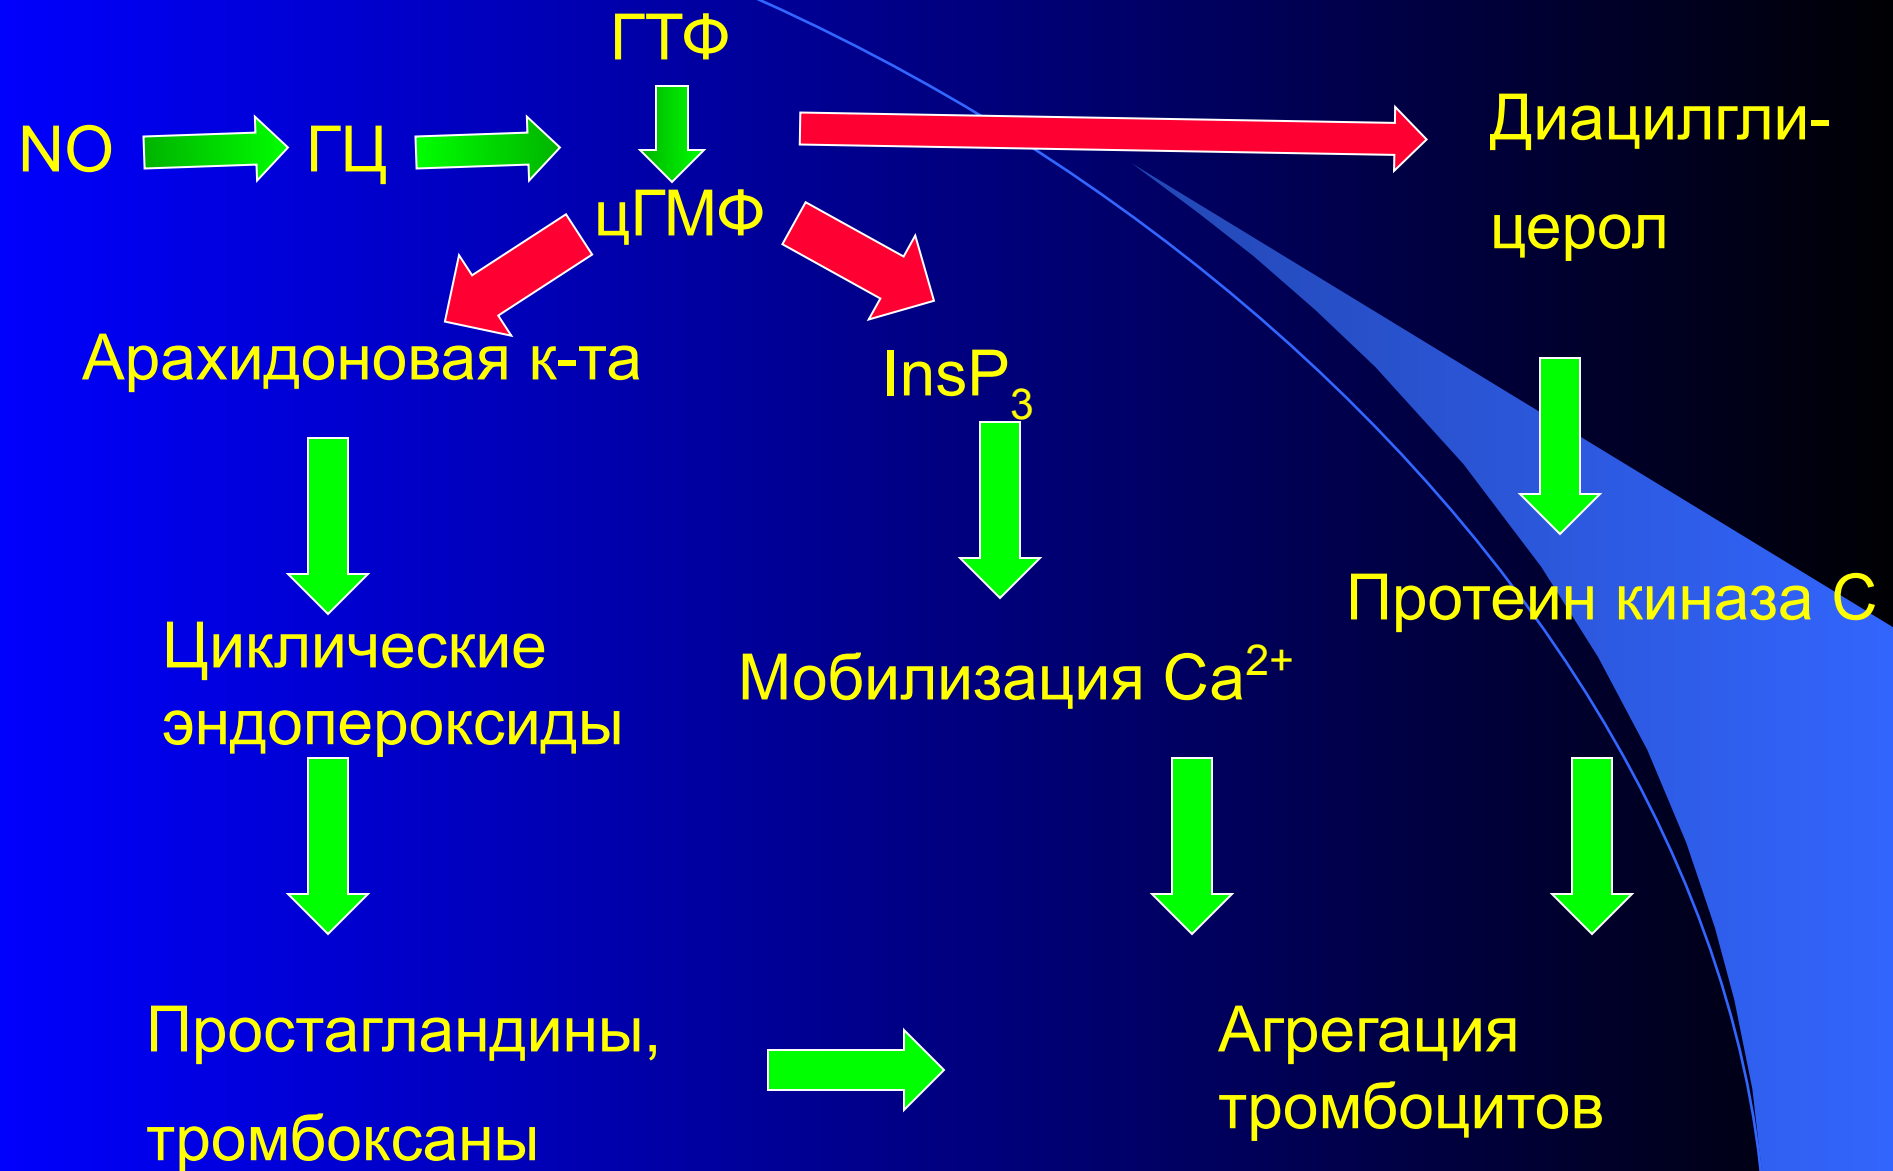 ГТФ
NO
ГЦ
цГМФ
Диацилгли-
церол
Арахидоновая к-та
InsP3
Циклические
эндопероксиды
Мобилизация Ca2+
Протеин киназа С
Простагландины,
тромбоксаны
Агрегация
тромбоцитов